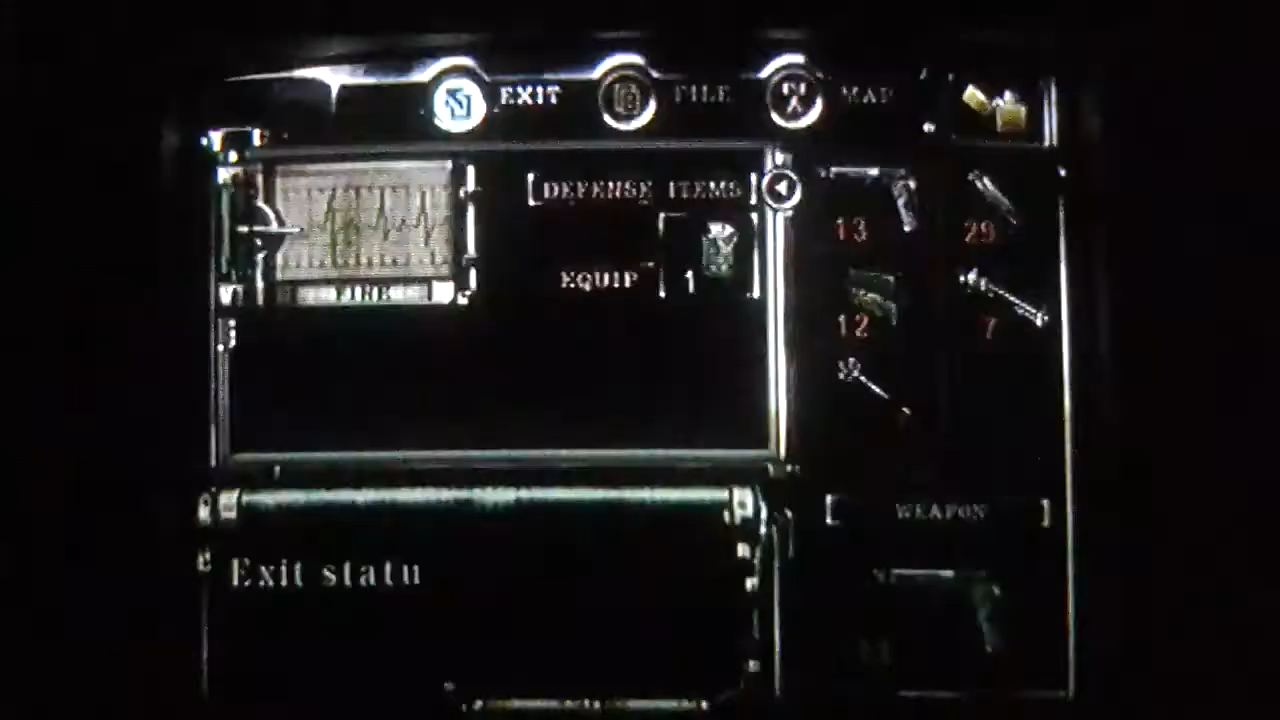 EXIT FILE MAP
DEFENSE ITEMS
EQUIP 1
FINE
13 29
12 7
WEAPON
Exit statu